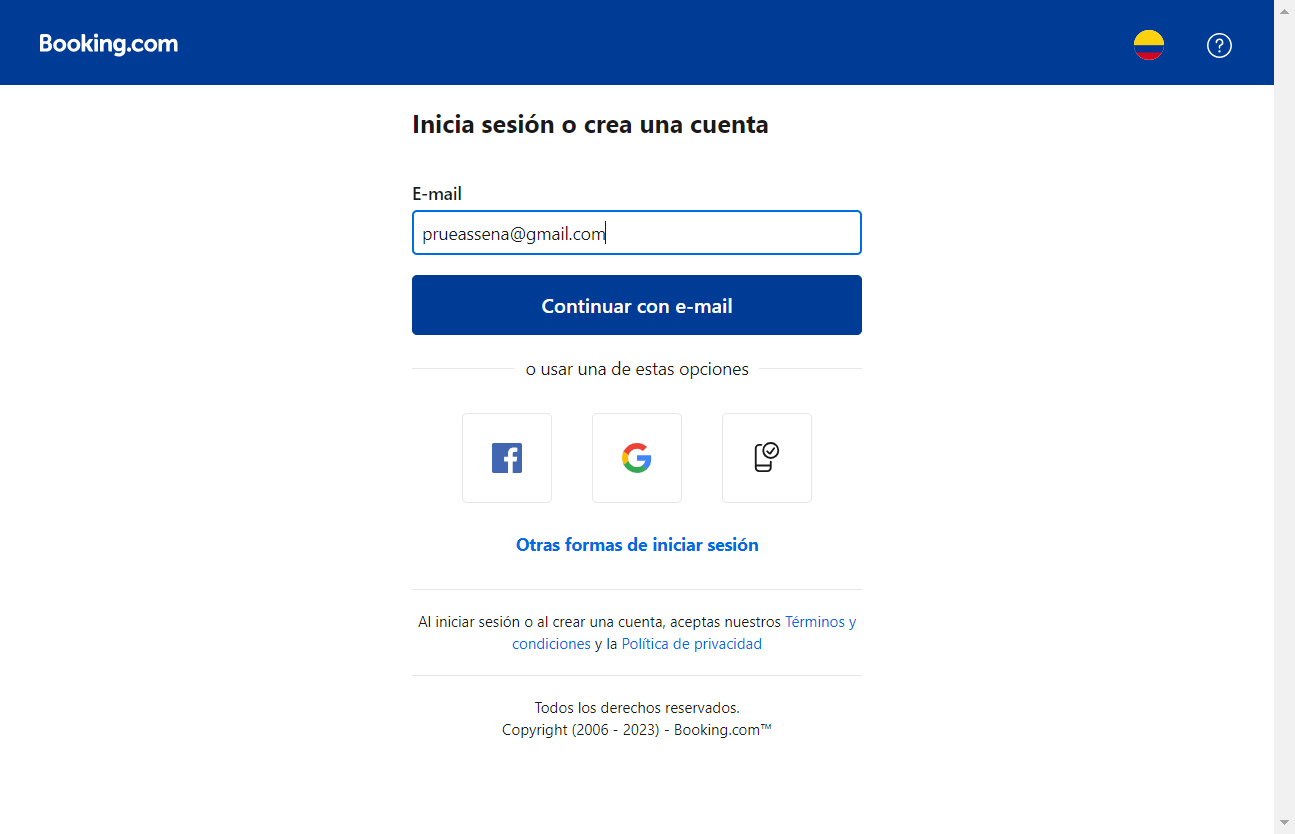 Booking.com
Inicia sesión o crea una cuenta
E-mail
prueassena@gmail.com
Continuar con e-mail
o usar una de estas opciones
Otras formas de iniciar sesión
Al iniciar sesión o al crear una cuenta, aceptas nuestros Términos y
condiciones y la Política de privacidad
Todos los derechos reservados.
Copyright (2006 - 2023) - Booking.com™